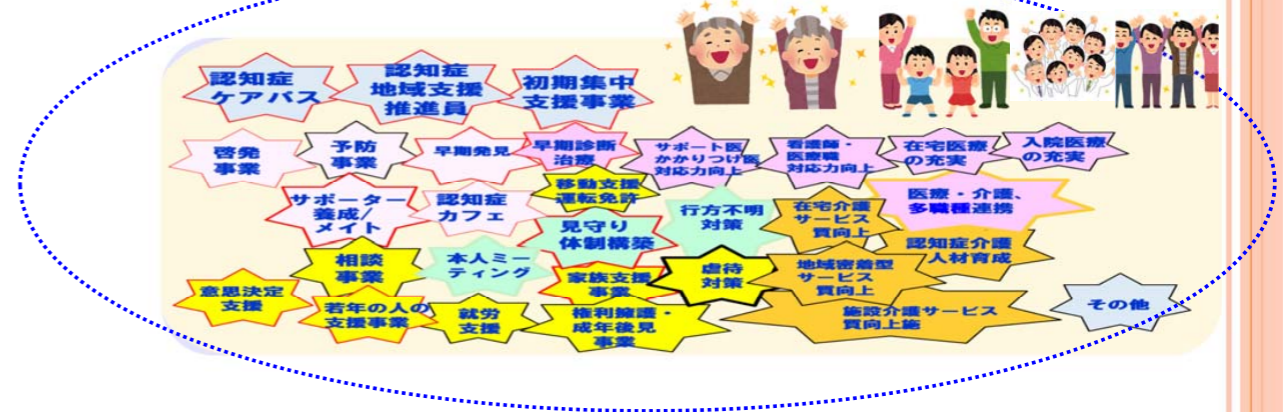 認知症
ケアパス
認知症
地域支援
推進員
初期集中
支援事業
啓発
事業
予防
事業
早期発見
早期診断
治療
サポート医
かかりつけ医
対応力向上
看護師・
医療職
対応力向上
在宅医療
の充実
入院医療
の充実
サポーター
養成/
メイト
認知症
カフェ
移動支援
運転免許
見守り
体制構築
行方不明
対策
在宅介護
サービス
質向上
医療・介護、
多職種連携
認知症介護
人材育成
相談
事業
本人ミー
ティング
家族支援
事業
虐待
対策
地域密着型
サービス
質向上
意思決定
支援
若年の人の
支援事業
就労
支援
権利擁護・
成年後見
事業
施設介護サービス
質向上施
その他